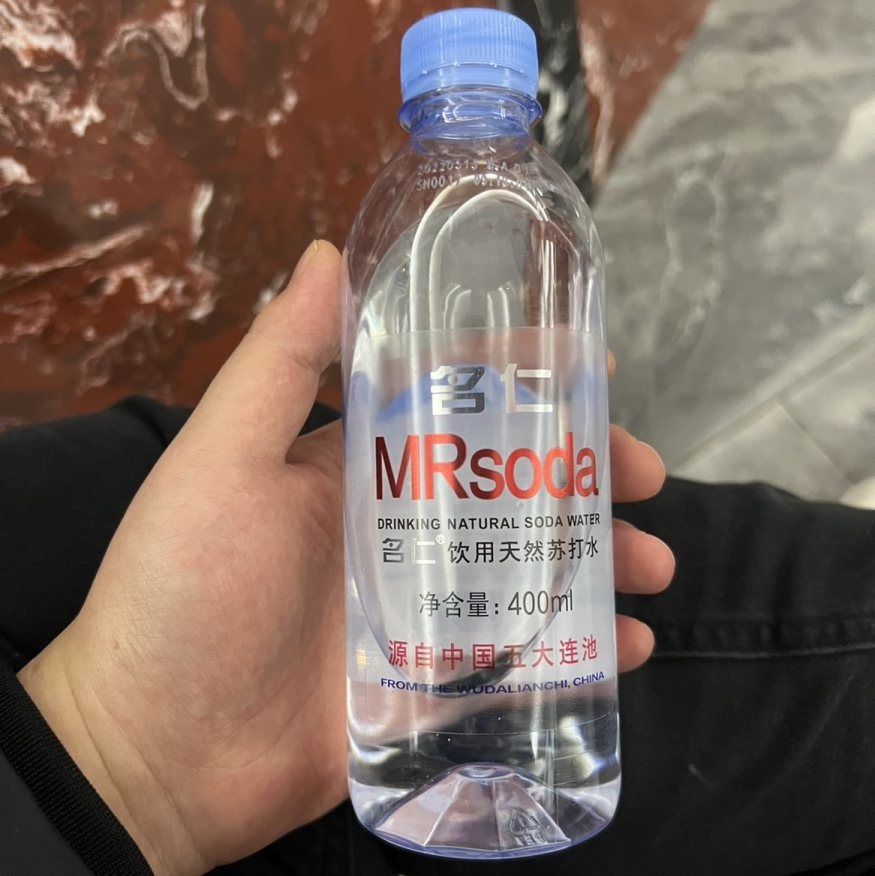 名仁
MRsoda
DRINKING NATURAL SODA WATER
名仁®饮用天然苏打水
净含量：400ml
源自中国五大连池
FROM THE WUDALIANCHI, CHINA